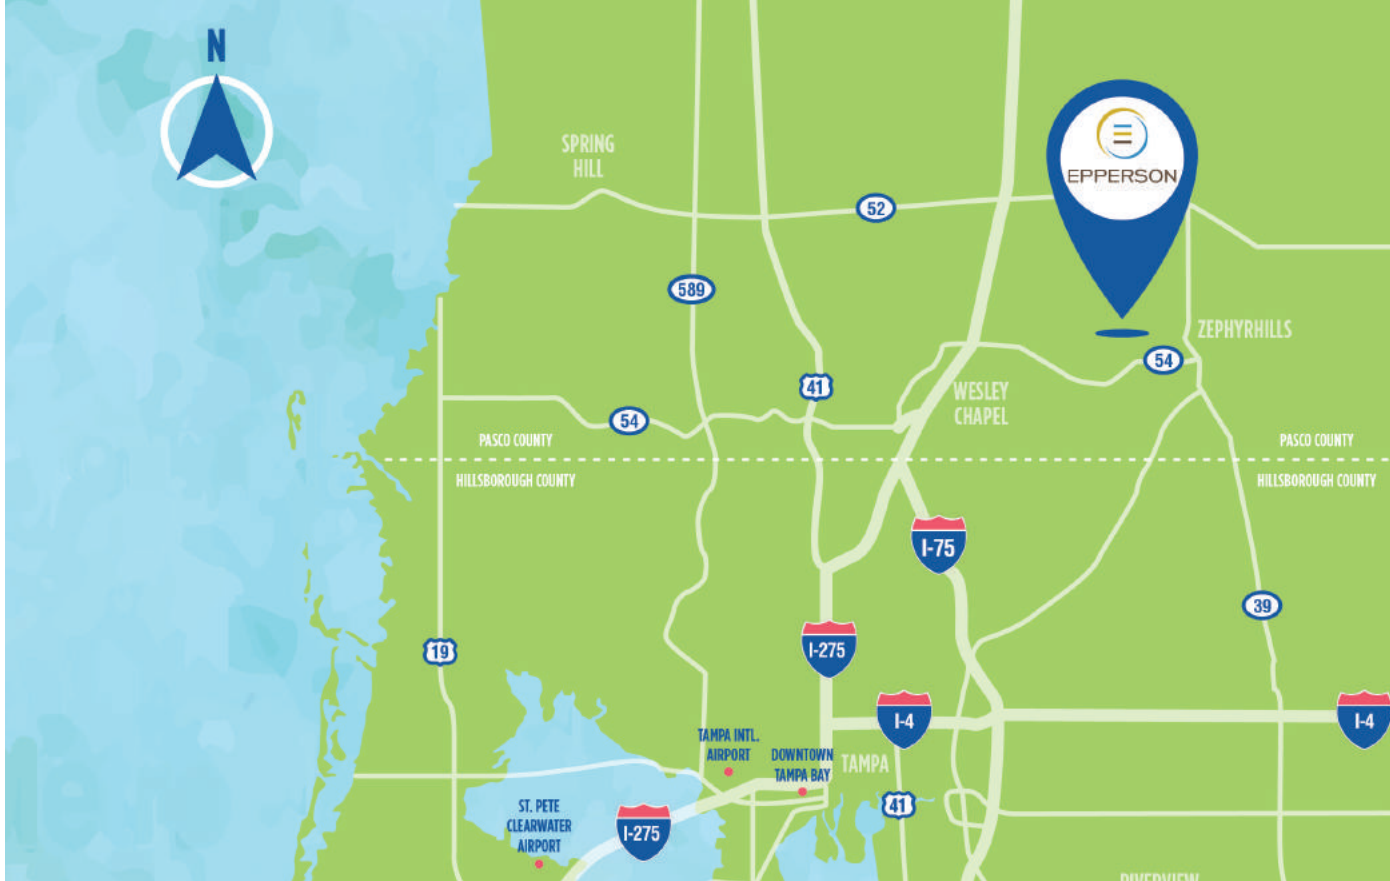 N
SPRING
HILL
EPPERSON
52
589
ZEPHYRHILLS
54
41
WESLEY
CHAPEL
54
PASCO COUNTY
PASCO COUNTY
HILLSBOROUGH COUNTY
HILLSBOROUGH COUNTY
I-75
39
19
I-275
I-4
I-4
TAMPA INTL.
AIRPORT
DOWNTOWN
TAMPA BAY
TAMPA
ST. PETE
CLEARWATER
AIRPORT
I-275
41
RIVERVIEW